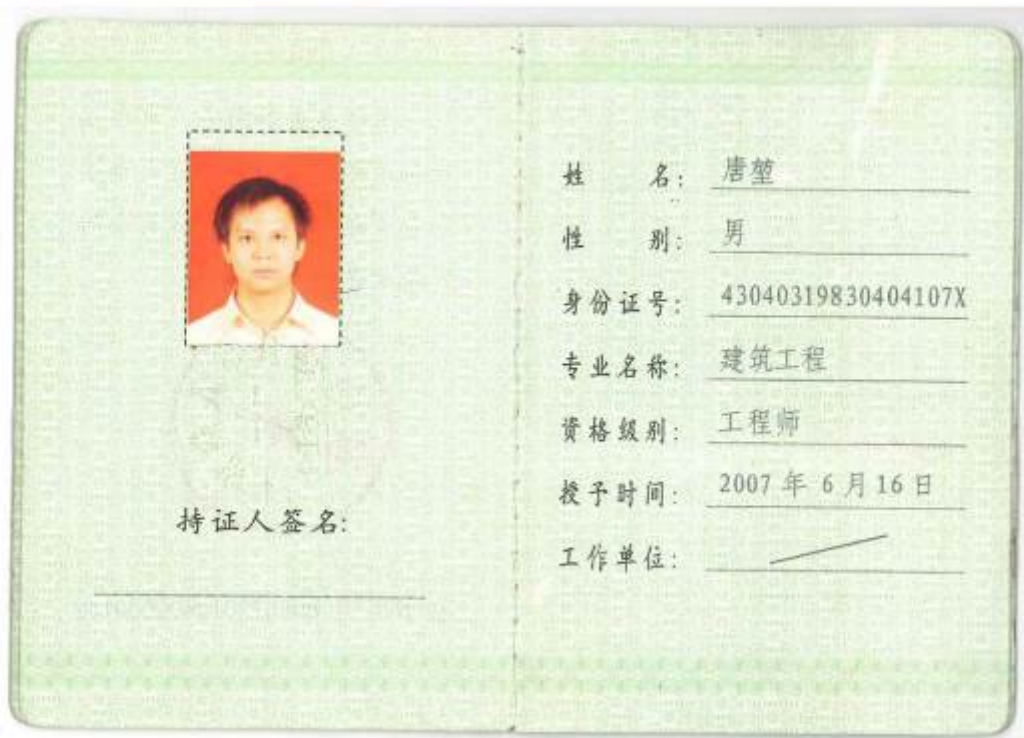 持证人签名:
姓 名: 唐堃
性 别: 男
身份证号: 43040319830404107X
专业名称: 建筑工程
资格级别: 工程师
授予时间: 2007 年 6 月 16 日
工作单位: